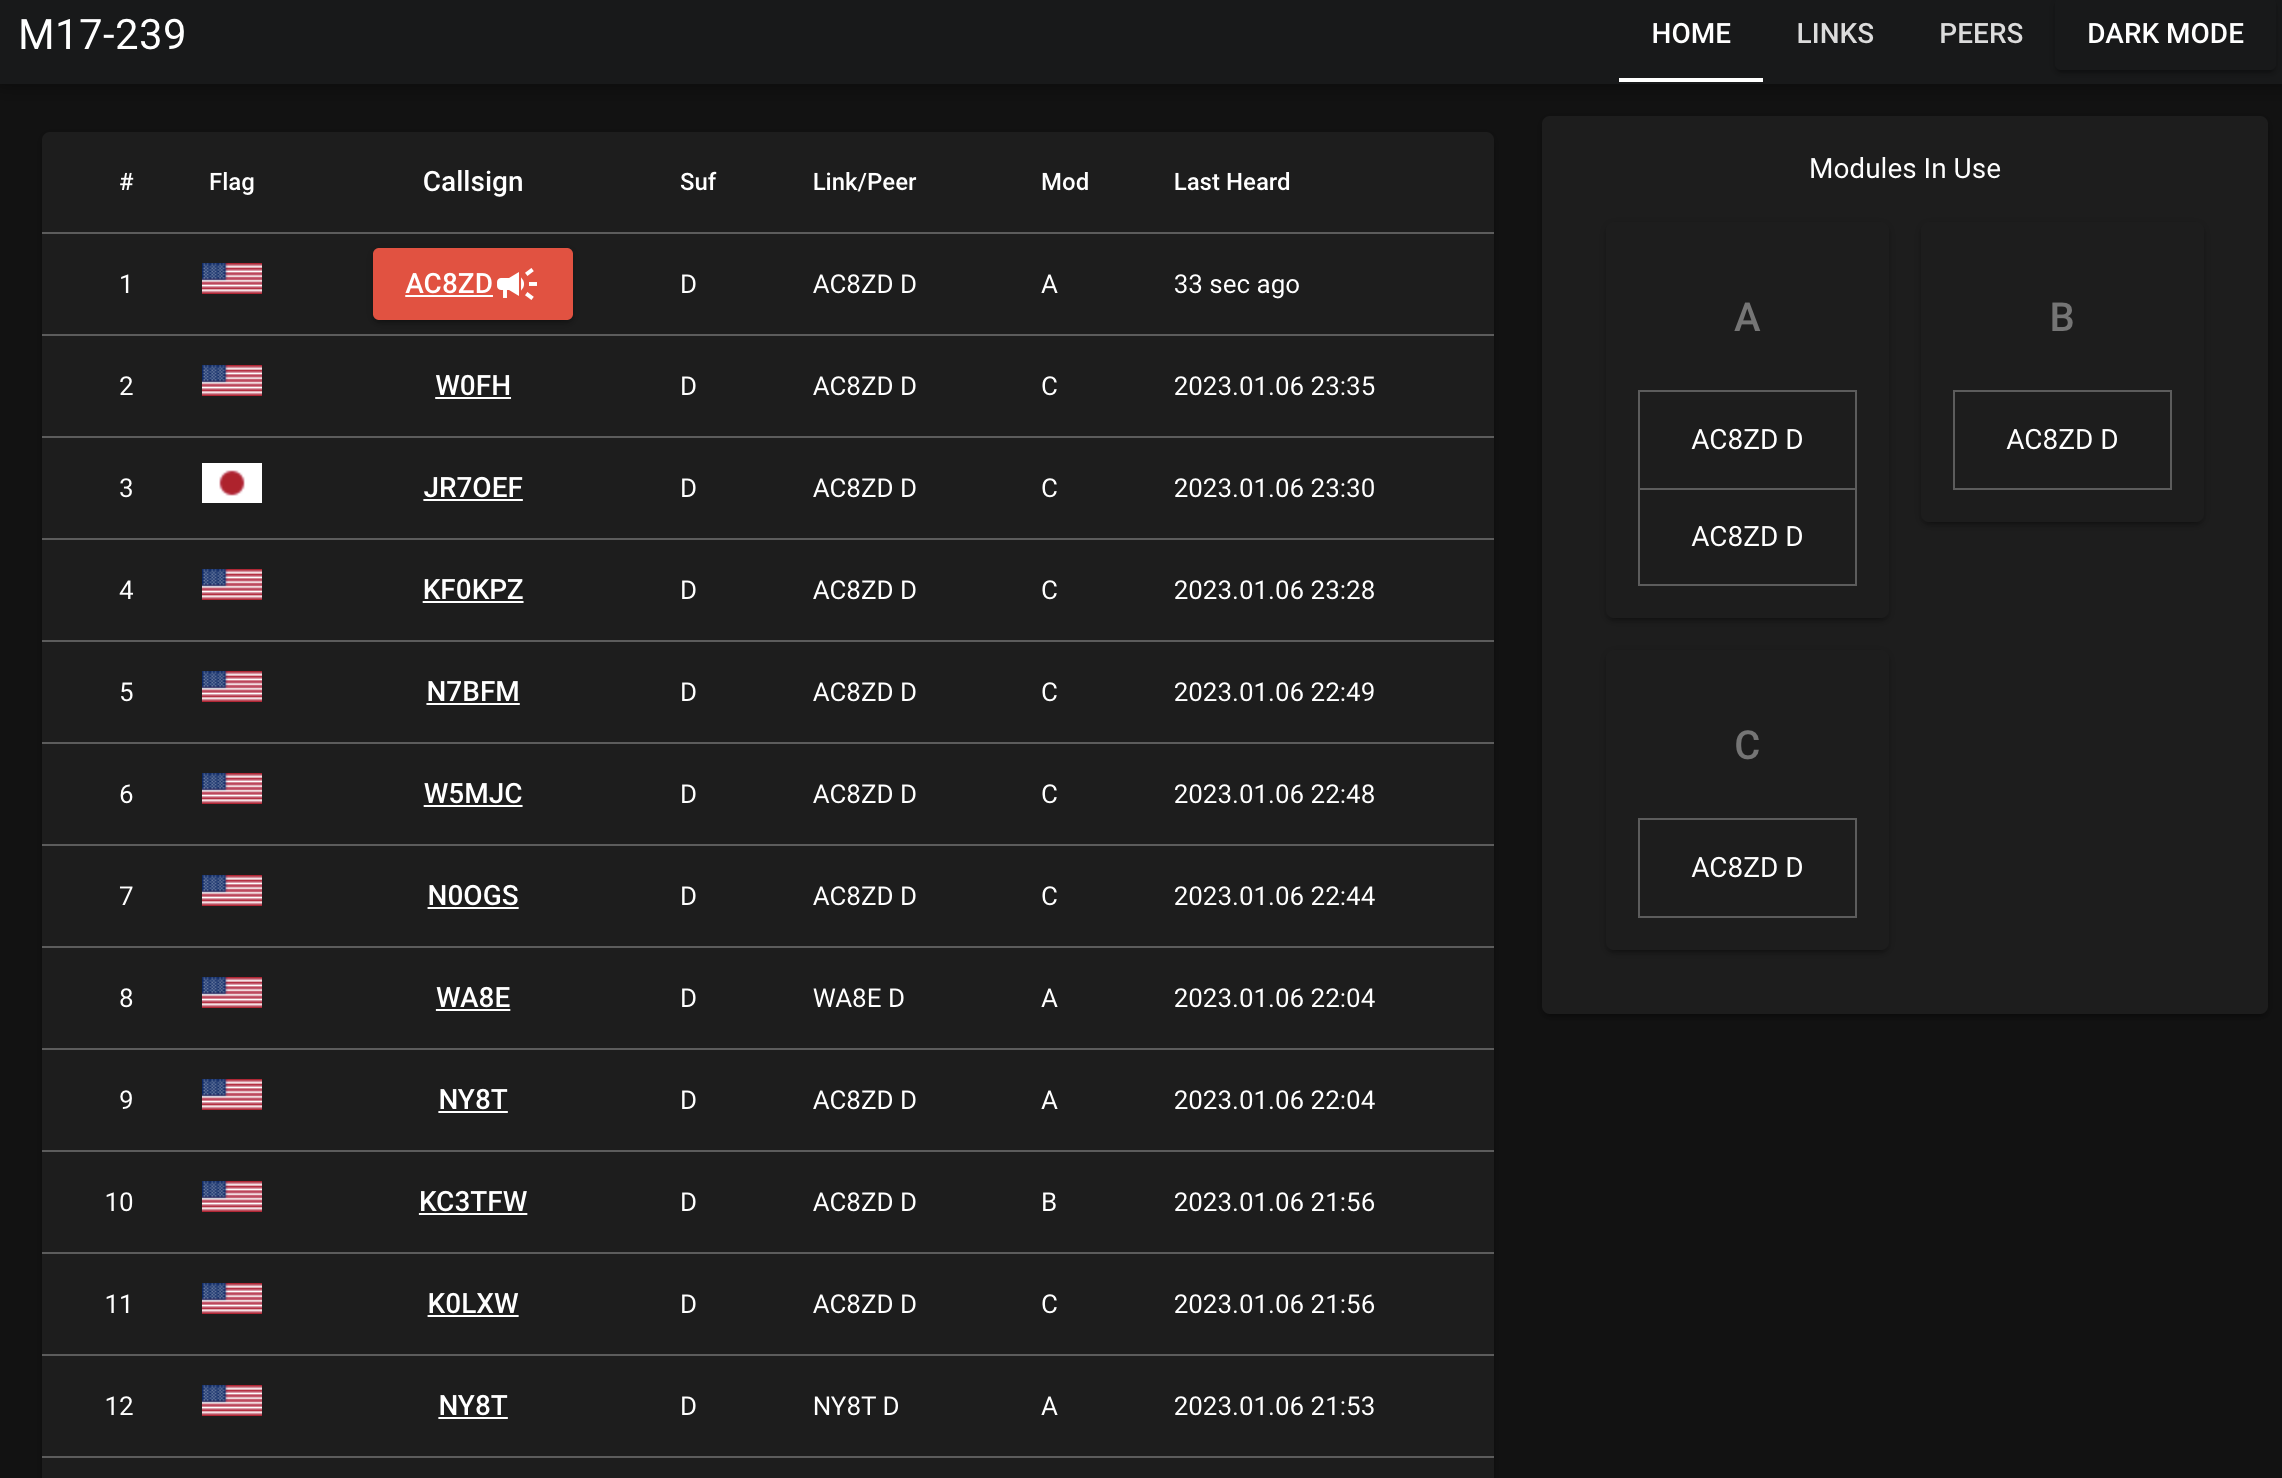 M17-239 HOME LINKS PEERS DARK MODE
# Flag Callsign Suf Link/Peer Mod Last Heard
1 AC8ZD D AC8ZD D A 33 sec ago
2 W0FH D AC8ZD D C 2023.01.06 23:35
3 JR7OEF D AC8ZD D C 2023.01.06 23:30
4 KF0KPZ D AC8ZD D C 2023.01.06 23:28
5 N7BFM D AC8ZD D C 2023.01.06 22:49
6 W5MJC D AC8ZD D C 2023.01.06 22:48
7 N0OGS D AC8ZD D C 2023.01.06 22:44
8 WA8E D WA8E D A 2023.01.06 22:04
9 NY8T D AC8ZD D A 2023.01.06 22:04
10 KC3TFW D AC8ZD D B 2023.01.06 21:56
11 K0LXW D AC8ZD D C 2023.01.06 21:56
12 NY8T D NY8T D A 2023.01.06 21:53
Modules In Use
A
AC8ZD D
AC8ZD D
B
AC8ZD D
C
AC8ZD D